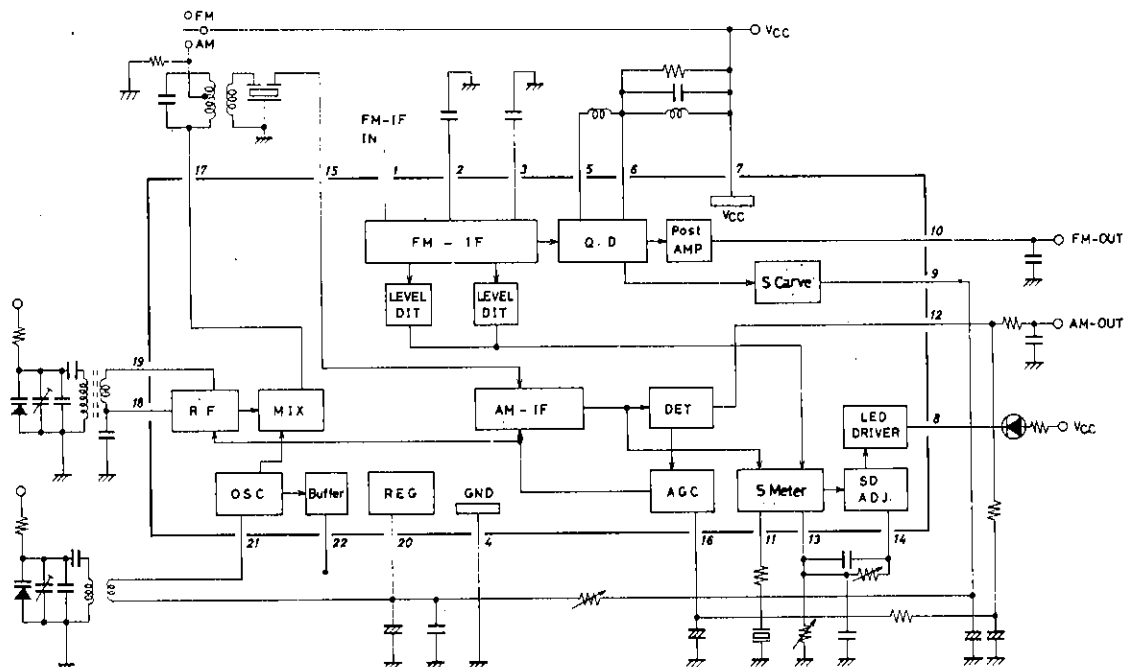 FM
AM
VCC
FM-IF
IN
17
15
1
2
3
5
6
7
VCC
FM - IF
Q.D
Post
AMP
10
FM-OUT
LEVEL
DIT
LEVEL
DIT
S Carve
9
12
AM-OUT
19
18
RF
MIX
AM-IF
DET
LED
DRIVER
8
VCC
OSC
Buffer
REG
GND
AGC
S Meter
SD
ADJ.
21
22
20
4
16
11
13
14